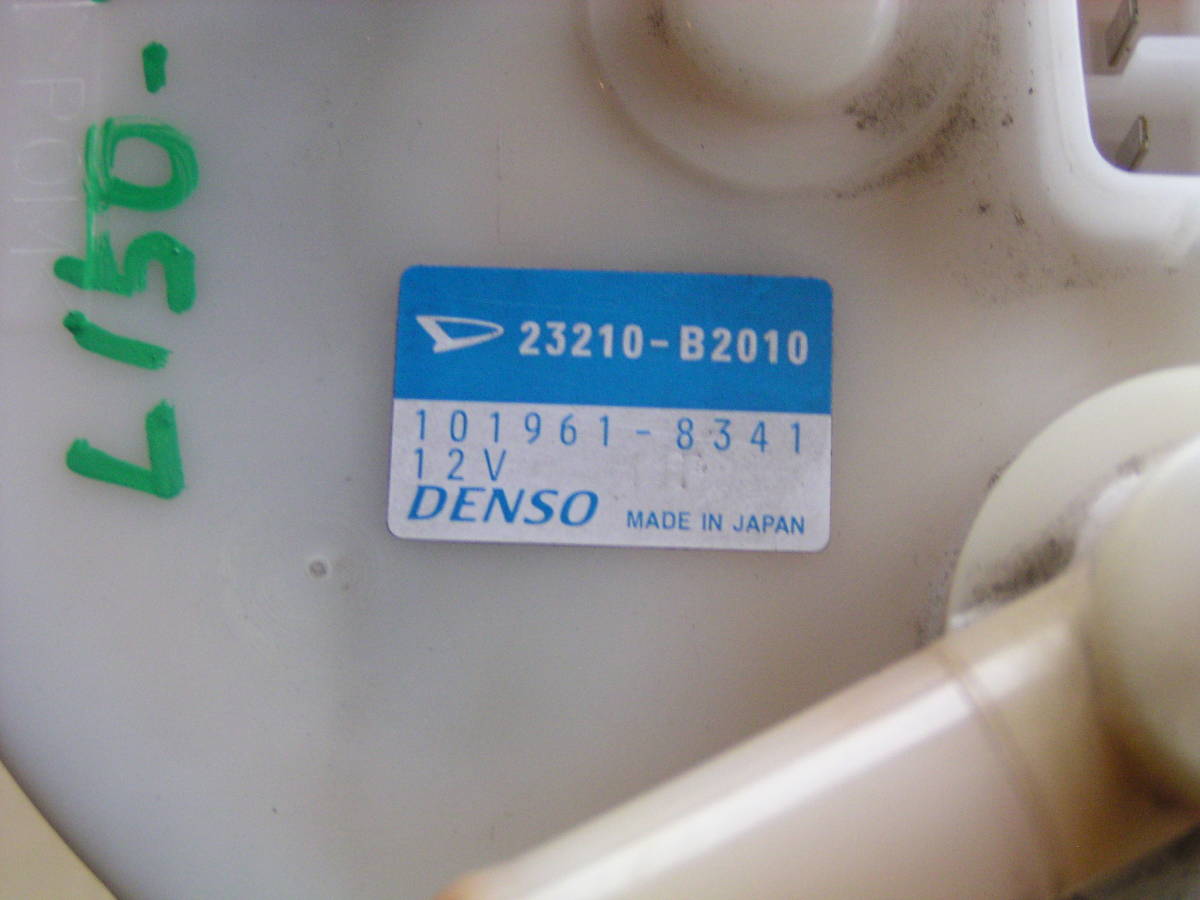 L150-
23210-B2010
101961-8341
12V
DENSO MADE IN JAPAN